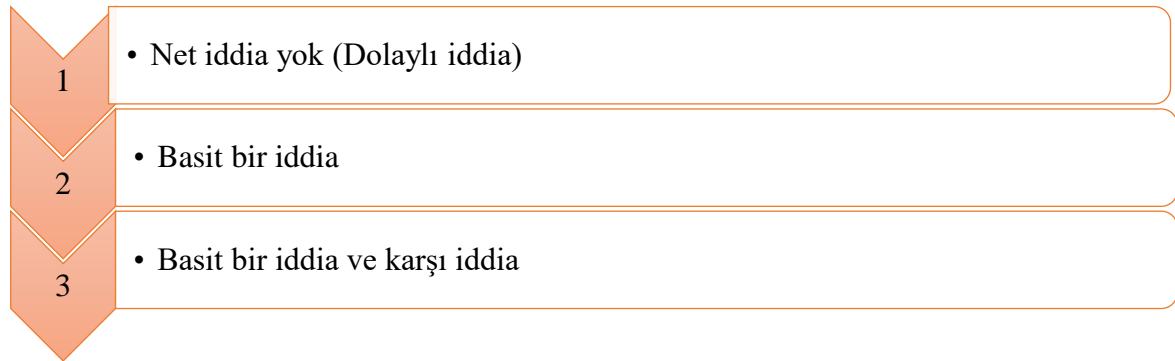 1
• Net iddia yok (Dolaylı iddia)
2
• Basit bir iddia
3
• Basit bir iddia ve karşı iddia